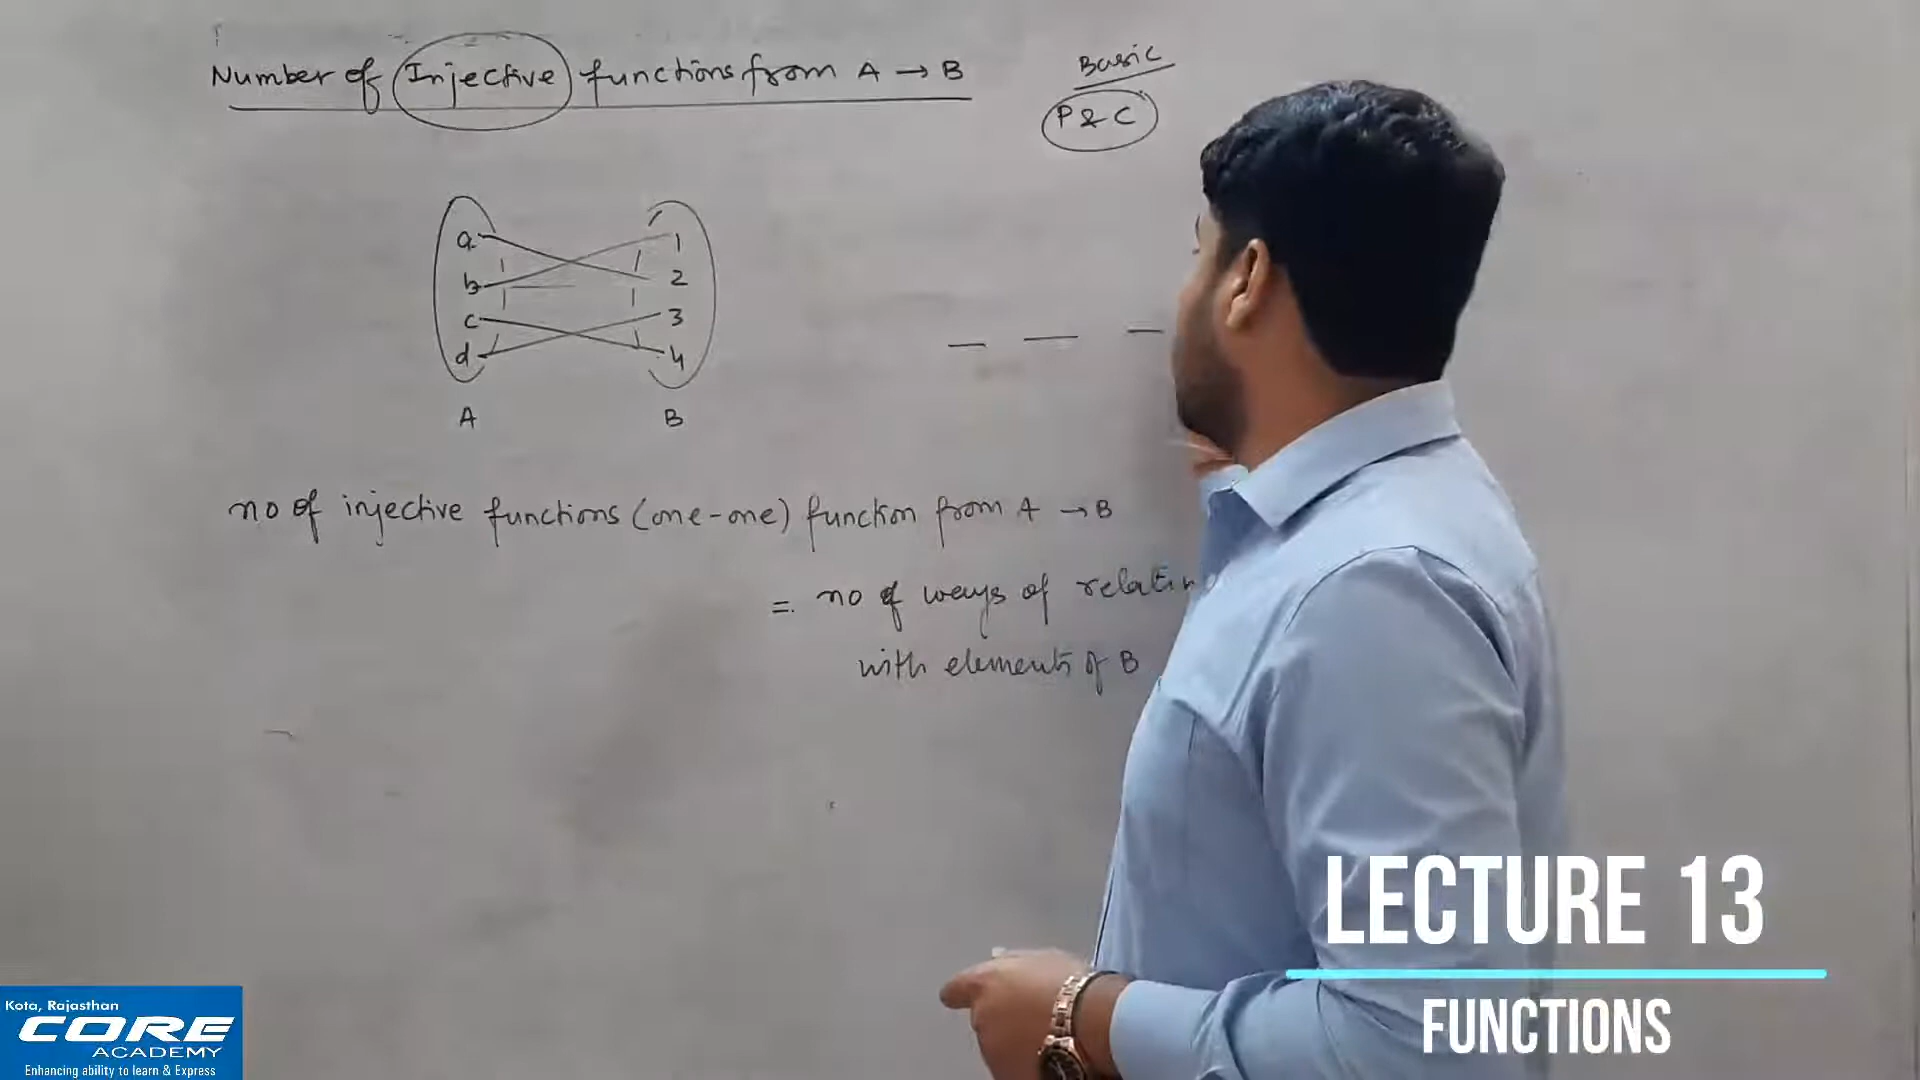 Number of Injective functions from A → B
Basic
P & C
a 1
b 2
c 3
d 4
A B
no of injective functions (one-one) function from A → B
= no of ways of
with elements of B
LECTURE 13
FUNCTIONS
Kota, Rajasthan
CORE
ACADEMY
Enhancing ability to learn & Express